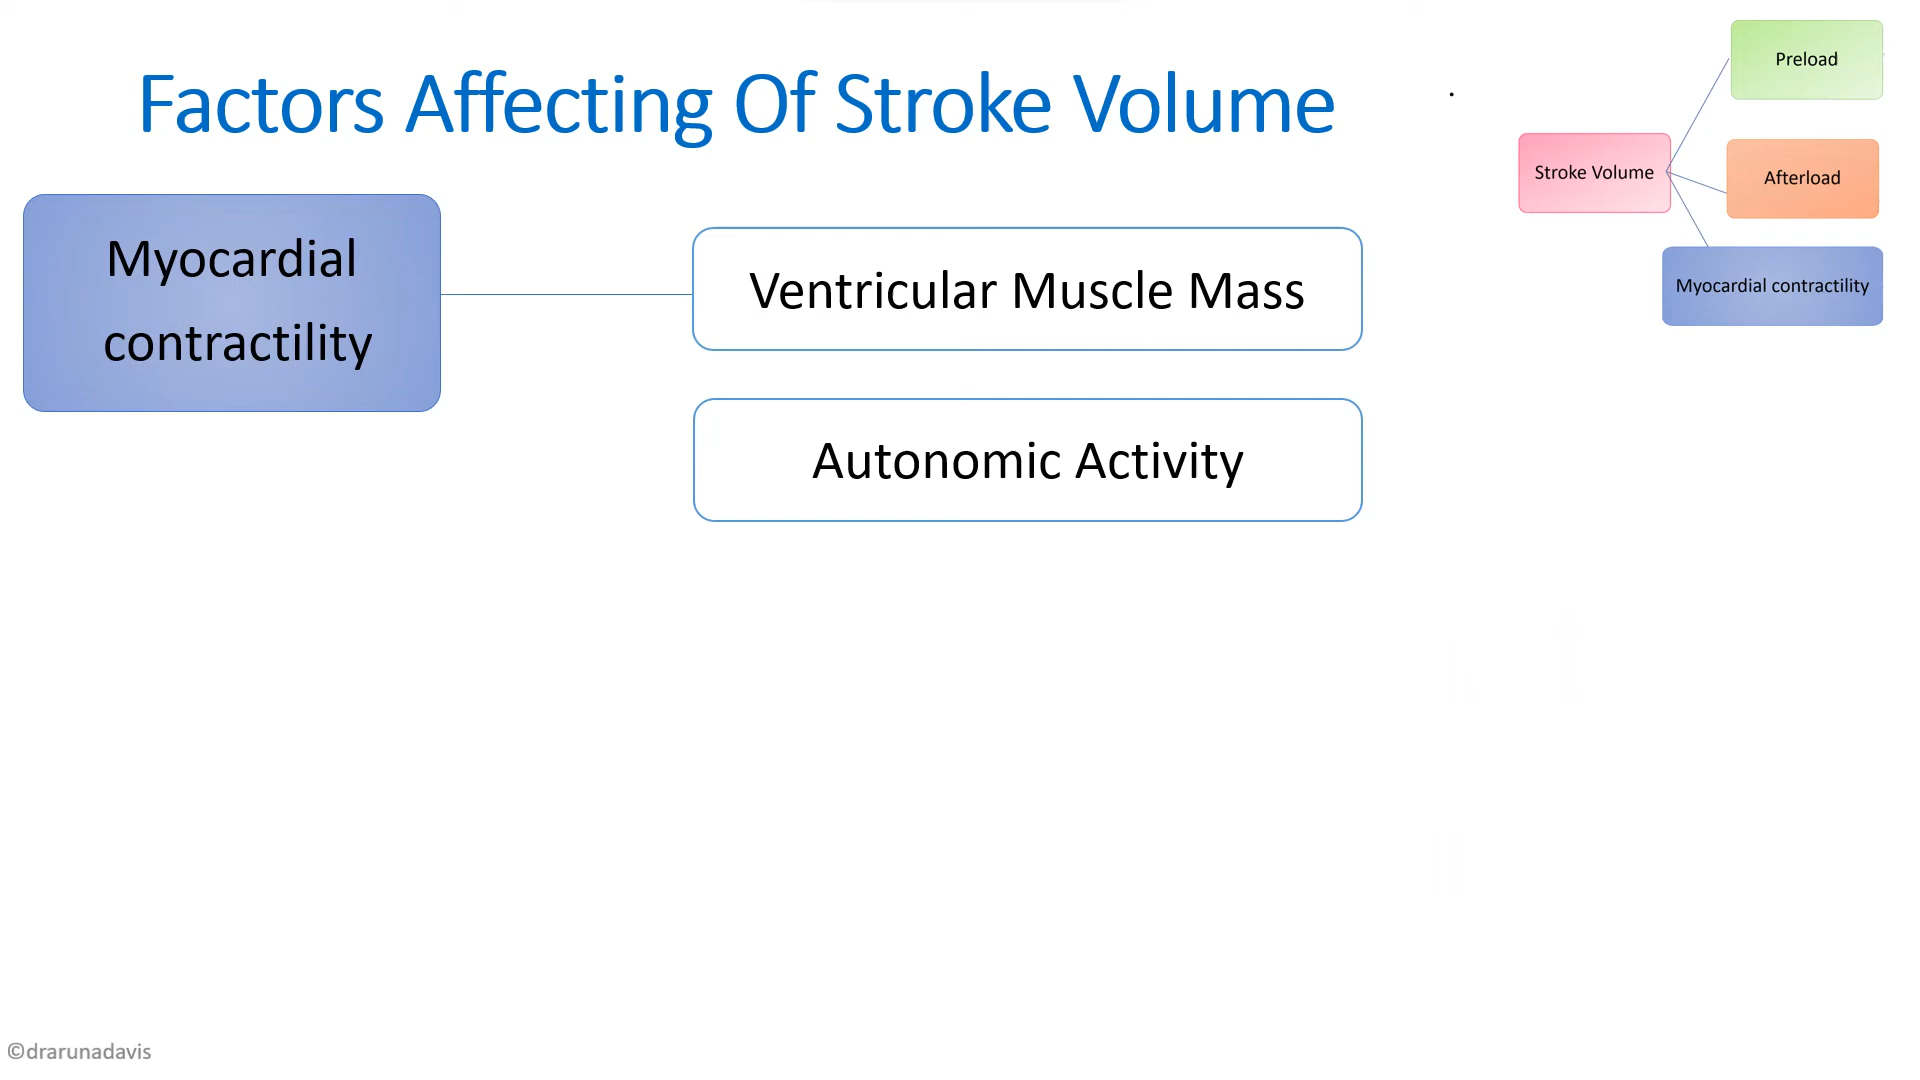 Factors Affecting Of Stroke Volume
Preload
Stroke Volume
Afterload
Myocardial contractility
Myocardial
contractility
Ventricular Muscle Mass
Autonomic Activity
©drarunadavis